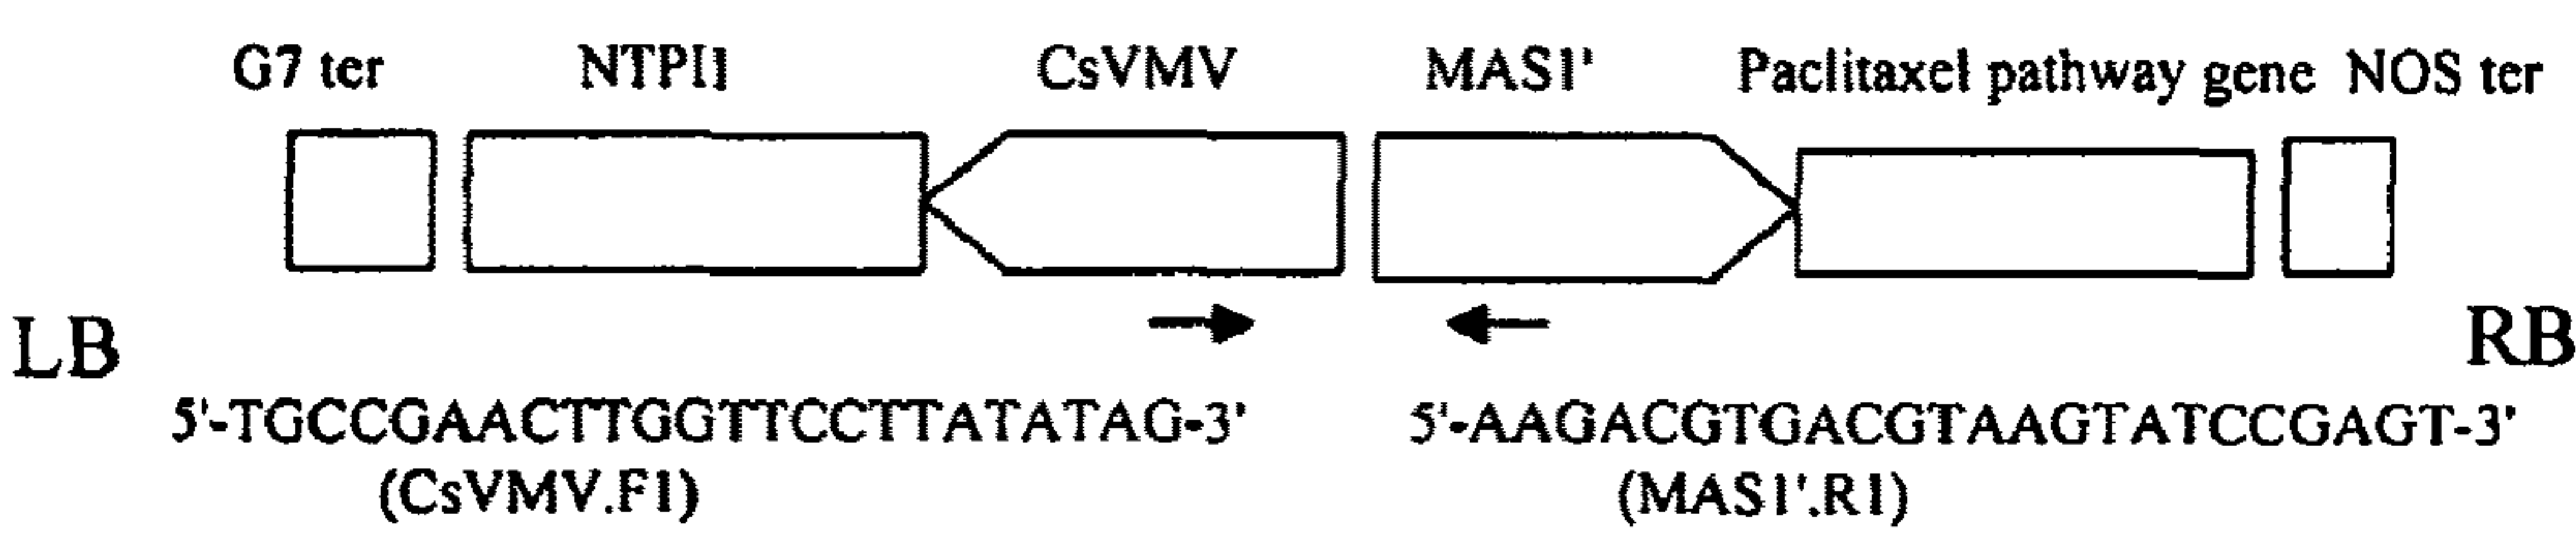 G7 ter NTPII CsVMV MAS1' Paclitaxel pathway gene NOS ter
LB RB
5'-TGCCGAACTTGGTTCCTTATATAG-3' 5'-AAGACGTGACGTAAGTATCCGAGT-3'
(CsVMV.F1) (MAS1'.R1)